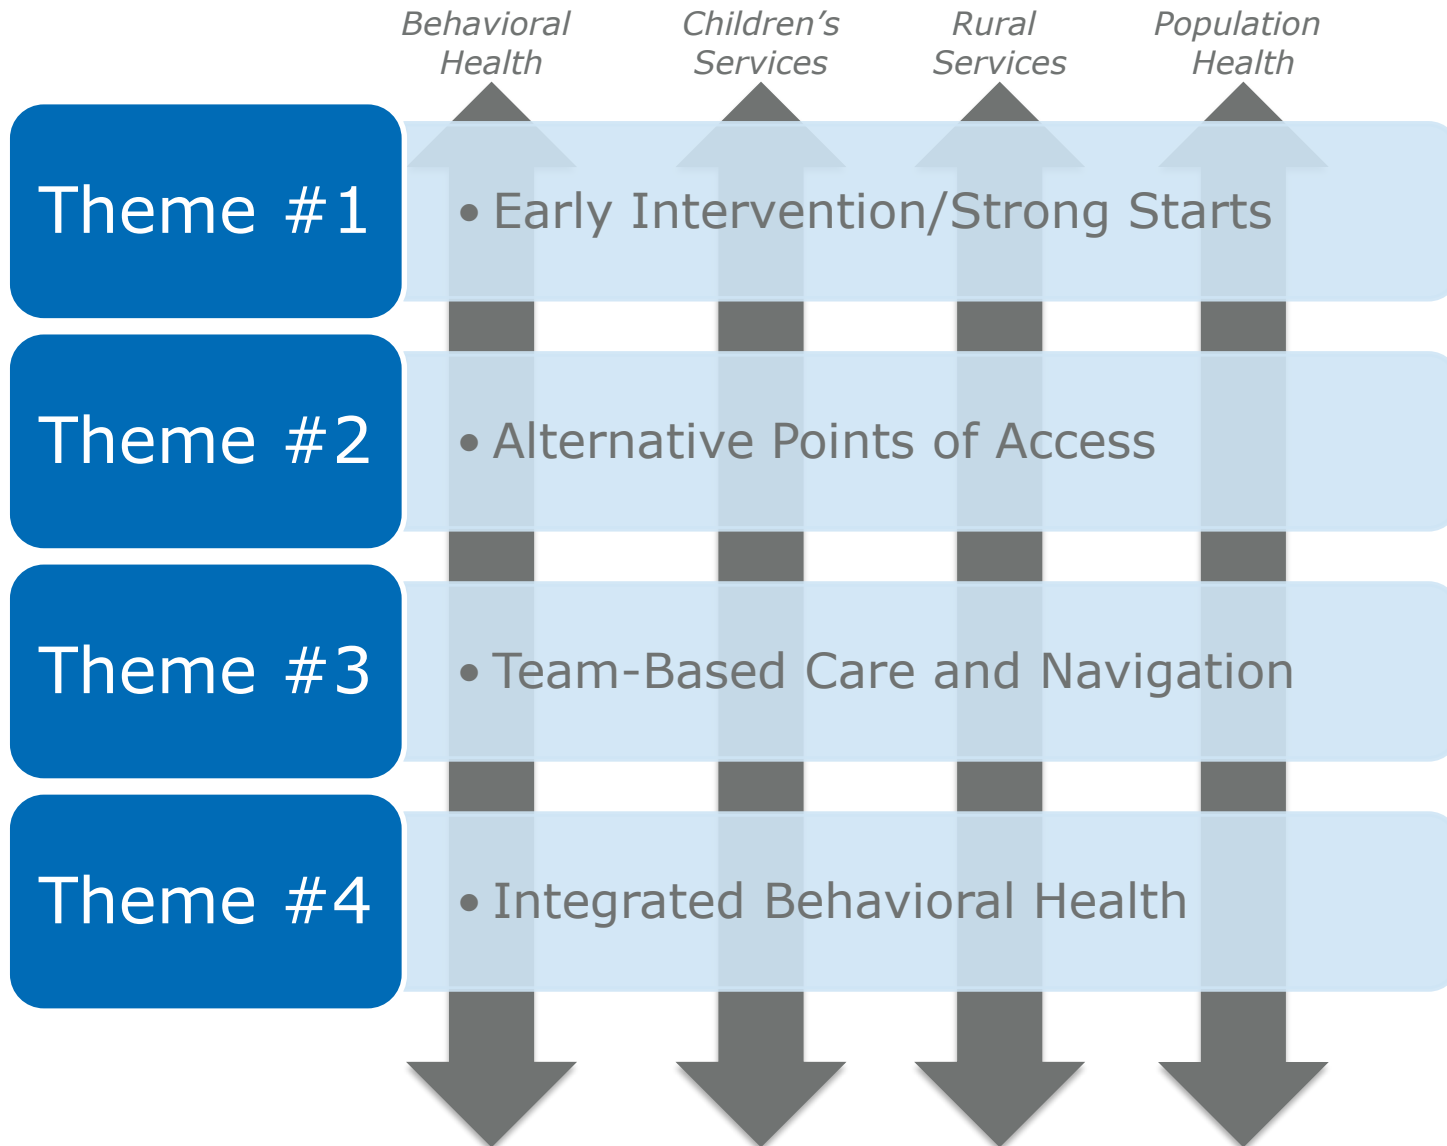 Behavioral
Health
Children’s
Services
Rural
Services
Population
Health
Theme #1
• Early Intervention/Strong Starts
Theme #2
• Alternative Points of Access
Theme #3
• Team-Based Care and Navigation
Theme #4
• Integrated Behavioral Health